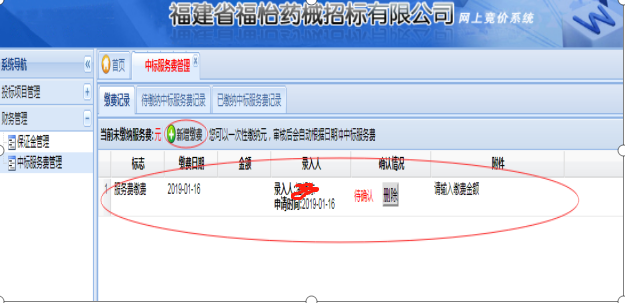 福建省福怡药械招标有限公司 网上竞价系统
系统导航
首页 中标服务费管理
投标项目管理
财务管理
保证金管理
中标服务费管理
缴费记录 待缴纳中标服务费记录 已缴纳中标服务费记录
当前未缴纳服务费: 元 新增缴费 您可以一次性缴纳元，审核后会自动根据日期冲中标服务费
标志 缴费日期 金额 录入人 确认情况 附件
1 服务费缴费 2019-01-16 录入人: 待确认 删除 请输入缴费金额
申请时间:2019-01-16